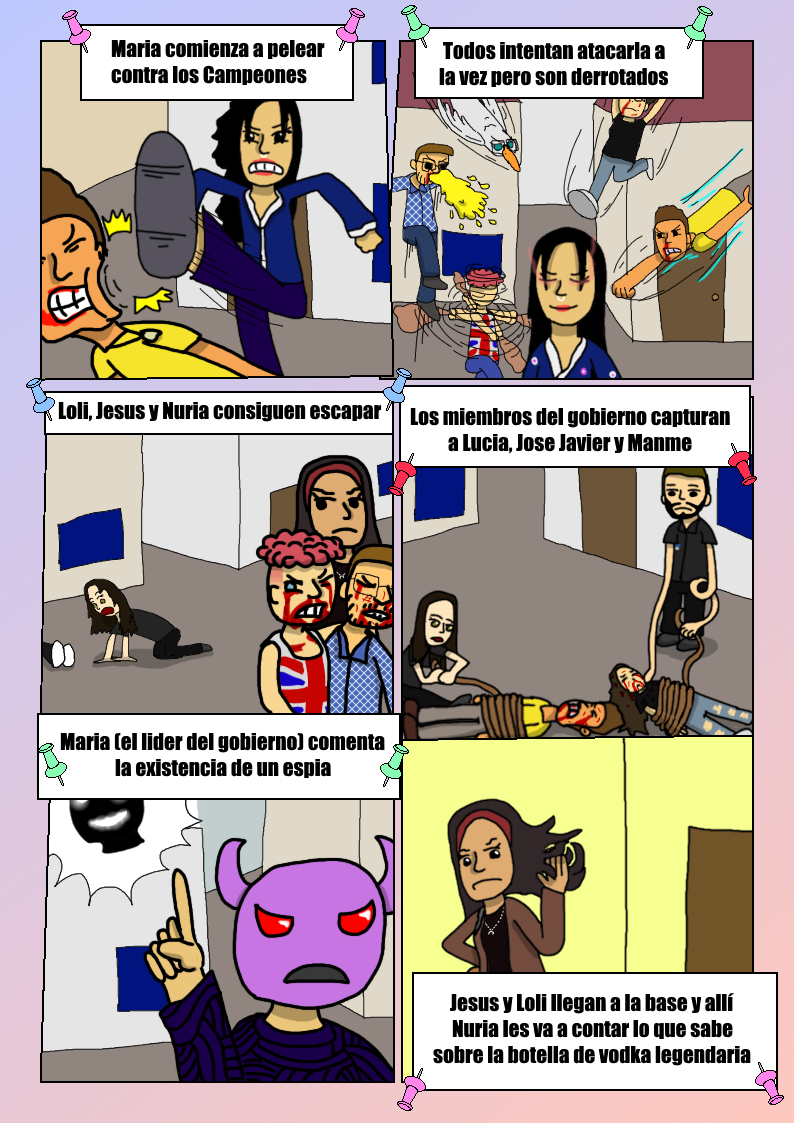 Maria comienza a pelear
contra los Campeones
Todos intentan atacarla a
la vez pero son derrotados
Loli, Jesus y Nuria consiguen escapar
Los miembros del gobierno capturan
a Lucia, Jose Javier y Manme
Maria (el lider del gobierno) comenta
la existencia de un espia
Jesus y Loli llegan a la base y allí
Nuria les va a contar lo que sabe
sobre la botella de vodka legendaria